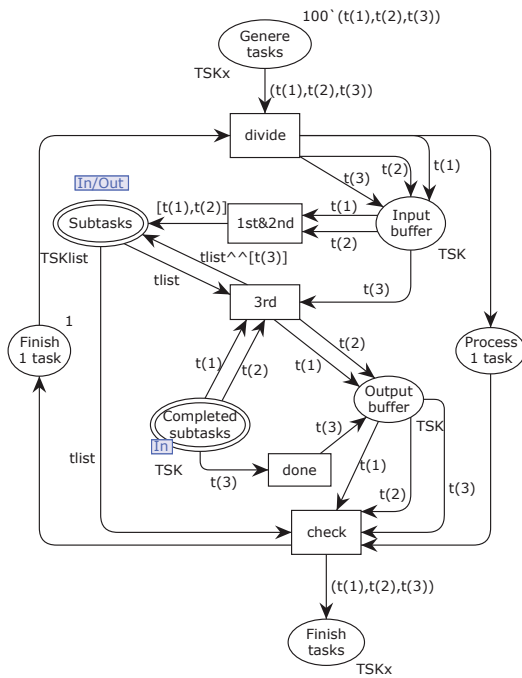 100`(t(1),t(2),t(3))
Genere
tasks
TSKx
(t(1),t(2),t(3))
divide
t(3)
t(2)
t(1)
In/Out
Subtasks
TSKlist
[t(1),t(2)]
1st&2nd
t(1)
t(2)
Input
buffer
TSK
tlist^^[t(3)]
tlist
t(3)
3rd
1
Finish
1 task
Process
1 task
t(1)
t(2)
t(2)
t(1)
Output
buffer
TSK
Completed
subtasks
In
TSK
t(3)
done
t(3)
t(1)
t(2)
t(3)
tlist
check
(t(1),t(2),t(3))
Finish
tasks
TSKx